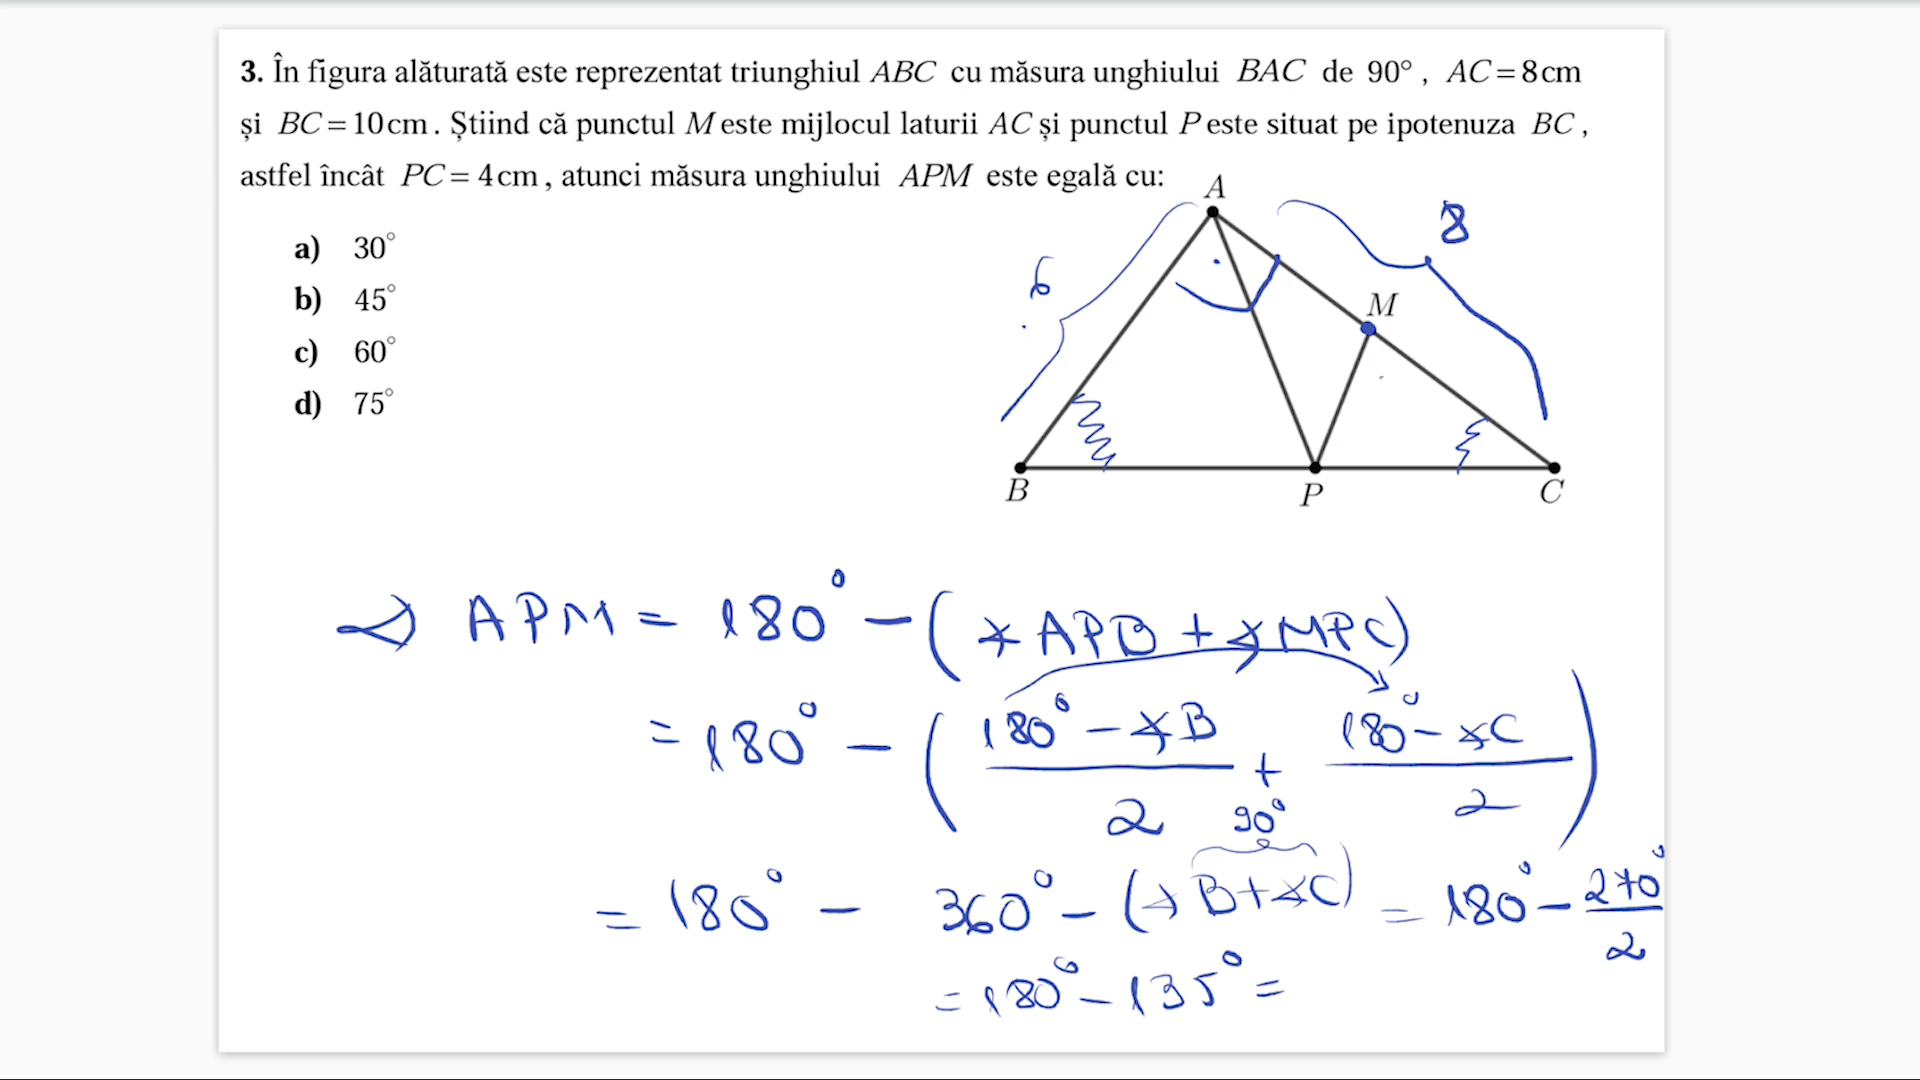 3. În figura alăturată este reprezentat triunghiul ABC cu măsura unghiului BAC de 90°, AC=8cm
și BC=10cm. Știind că punctul M este mijlocul laturii AC și punctul P este situat pe ipotenuza BC,
astfel încât PC=4cm, atunci măsura unghiului APM este egală cu:
a) 30°
b) 45°
c) 60°
d) 75°
A
8
6
M
B
P
C
∢ APM = 180° - (∢ APB + ∢ MPC)
= 180° - ( (180° - ∢B)/2 + (180° - ∢C)/2 )
90°
= 180° - 360° - (∢B + ∢C) = 180° - 270°/2
= 180° - 135° =